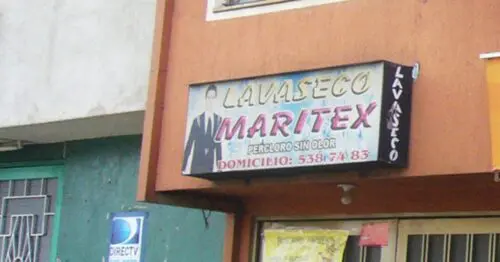 LAVASECO
MARITEX
PERCLORO SIN OLOR
DOMICILIO: 538 74 83
LAVASECO
DIRECTV